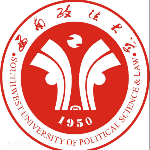 西南政法大学
1950
·SOUTHWEST UNIVERSITY OF POLITICAL SCIENCE & LAW·